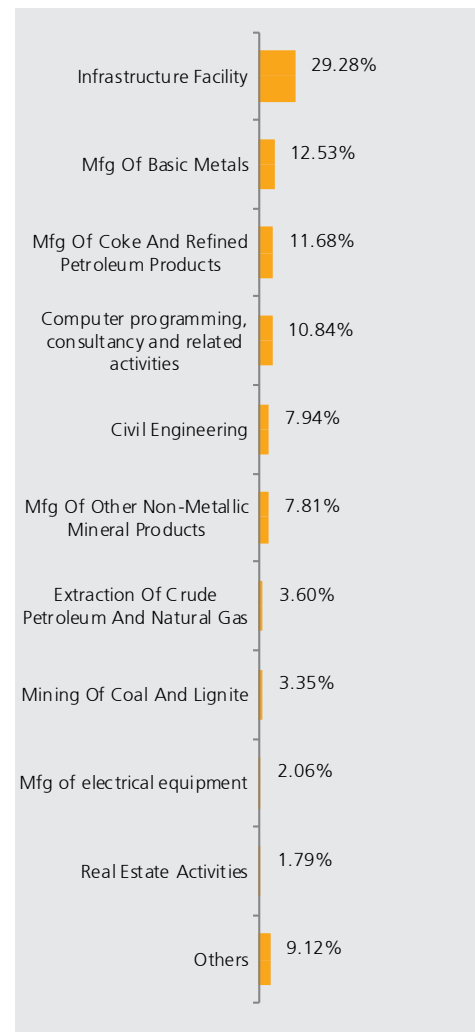 Infrastructure Facility
29.28%
Mfg Of Basic Metals
12.53%
Mfg Of Coke And Refined
Petroleum Products
11.68%
Computer programming,
consultancy and related
activities
10.84%
Civil Engineering
7.94%
Mfg Of Other Non-Metallic
Mineral Products
7.81%
Extraction Of Crude
Petroleum And Natural Gas
3.60%
Mining Of Coal And Lignite
3.35%
Mfg of electrical equipment
2.06%
Real Estate Activities
1.79%
Others
9.12%